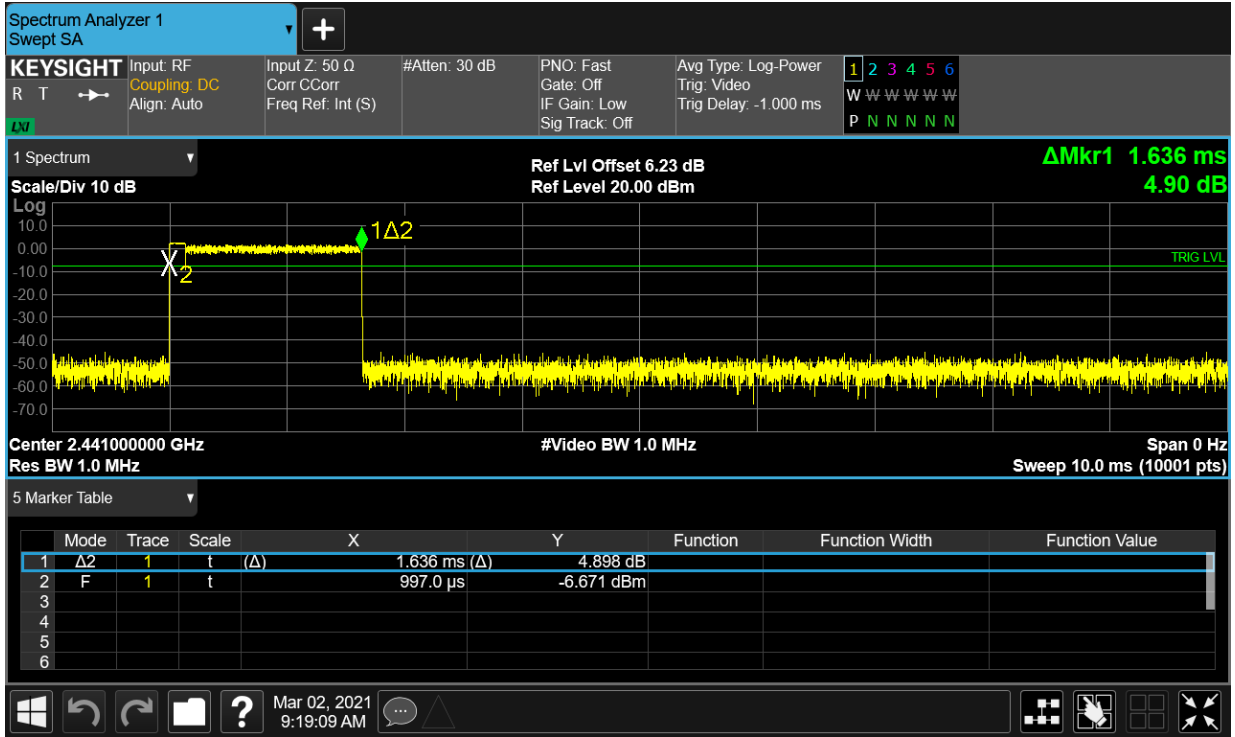 Spectrum Analyzer 1
Swept SA
KEYSIGHT Input: RF Input Z: 50 Ω #Atten: 30 dB PNO: Fast Avg Type: Log-Power 1 2 3 4 5 6
R T Coupling: DC Corr CCorr Gate: Off Trig: Video W W W W W W
Align: Auto Freq Ref: Int (S) IF Gain: Low Trig Delay: -1.000 ms
LXI Sig Track: Off P N N N N N
1 Spectrum Ref Lvl Offset 6.23 dB ΔMkr1 1.636 ms
Scale/Div 10 dB Ref Level 20.00 dBm 4.90 dB
Log
10.0
1Δ2
0.00
TRIG LVL
X
2
-10.0
-20.0
-30.0
-40.0
-50.0
-60.0
-70.0
Center 2.441000000 GHz #Video BW 1.0 MHz Span 0 Hz
Res BW 1.0 MHz Sweep 10.0 ms (10001 pts)
5 Marker Table
Mode Trace Scale X Y Function Function Width Function Value
1 Δ2 1 t (Δ) 1.636 ms (Δ) 4.898 dB
2 F 1 t 997.0 µs -6.671 dBm
3
4
5
6
? Mar 02, 2021
9:19:09 AM